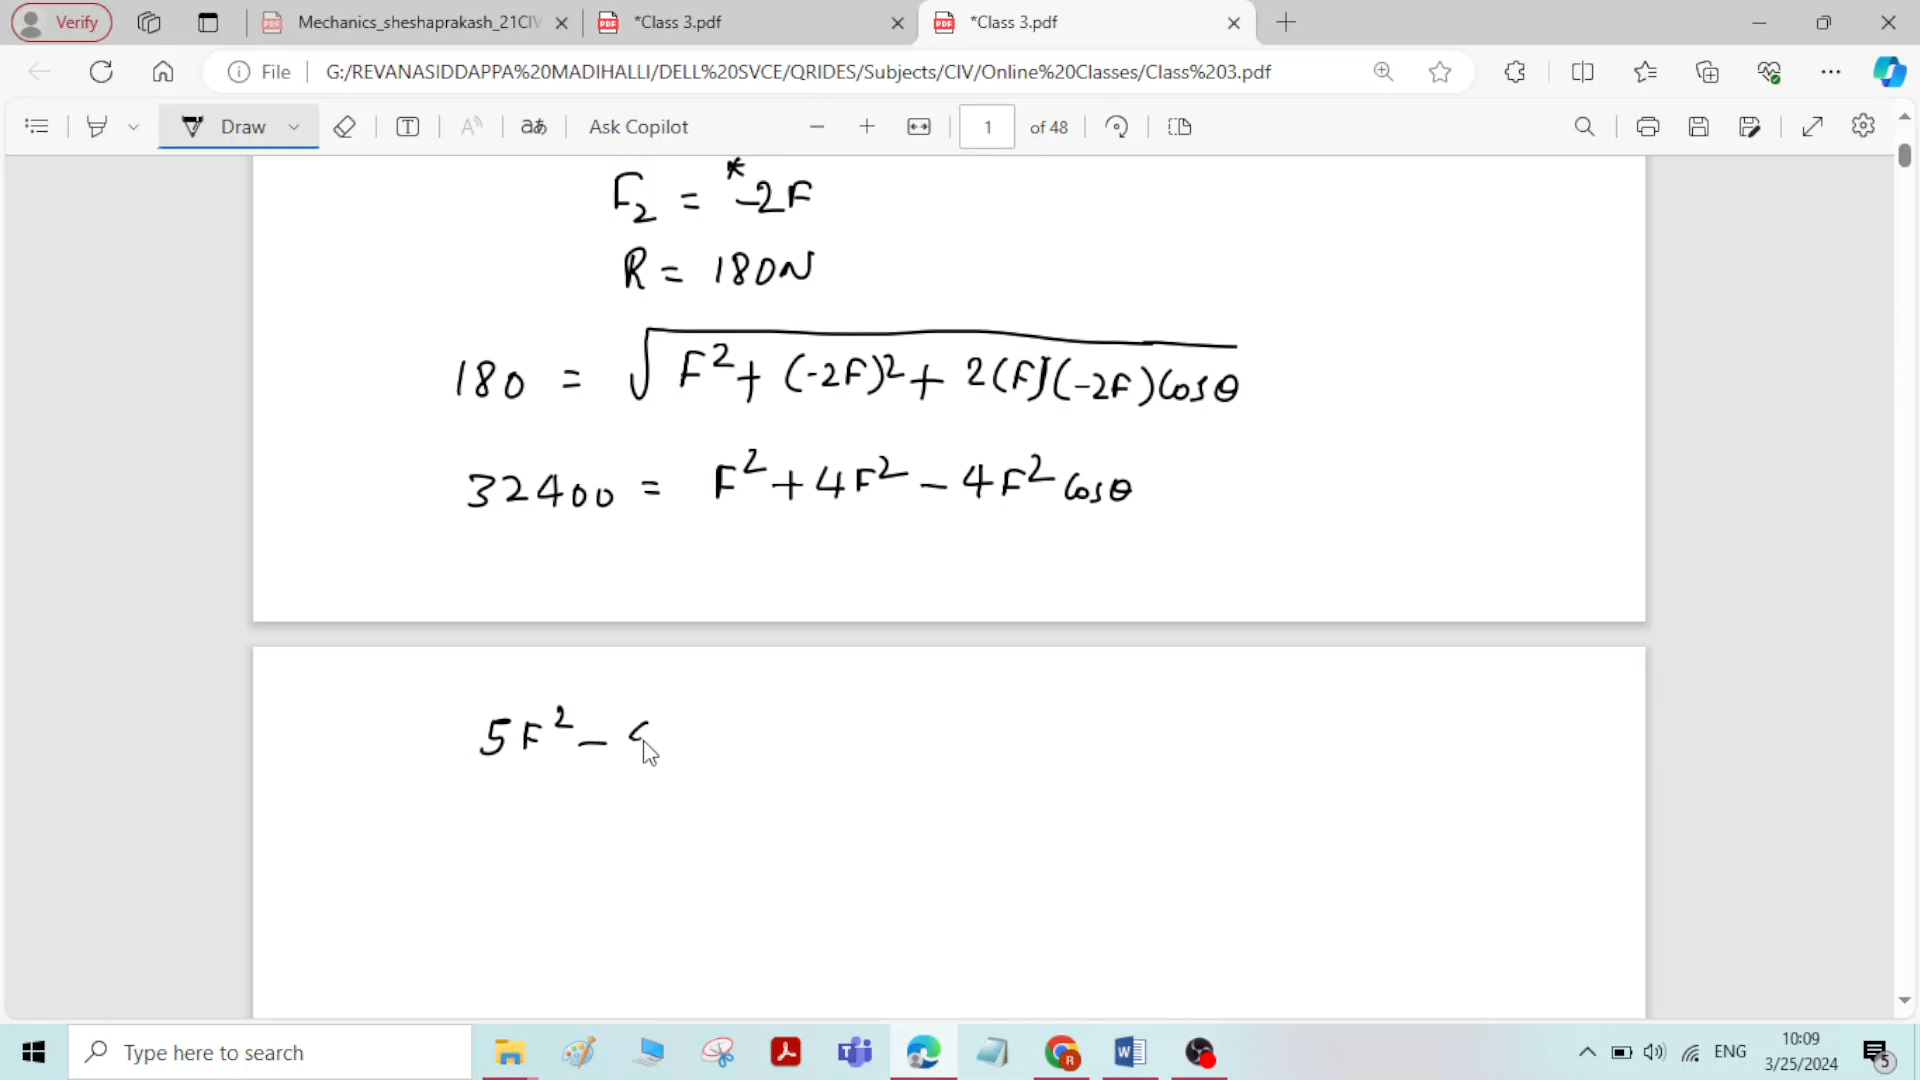 Verify
Mechanics_sheshaprakash_21CIV
*Class 3.pdf
*Class 3.pdf
File
G:/REVANASIDDAPPA%20MADIHALLI/DELL%20SVCE/QRIDES/Subjects/CIV/Online%20Classes/Class%203.pdf
Draw
Ask Copilot
1 of 48
F₂ = *-2F
R = 180N
180 = √F² + (-2F)² + 2(F)(-2F)Cosθ
32400 = F² + 4F² - 4F² Cosθ
5F² -
Type here to search
ENG
10:09
3/25/2024
5